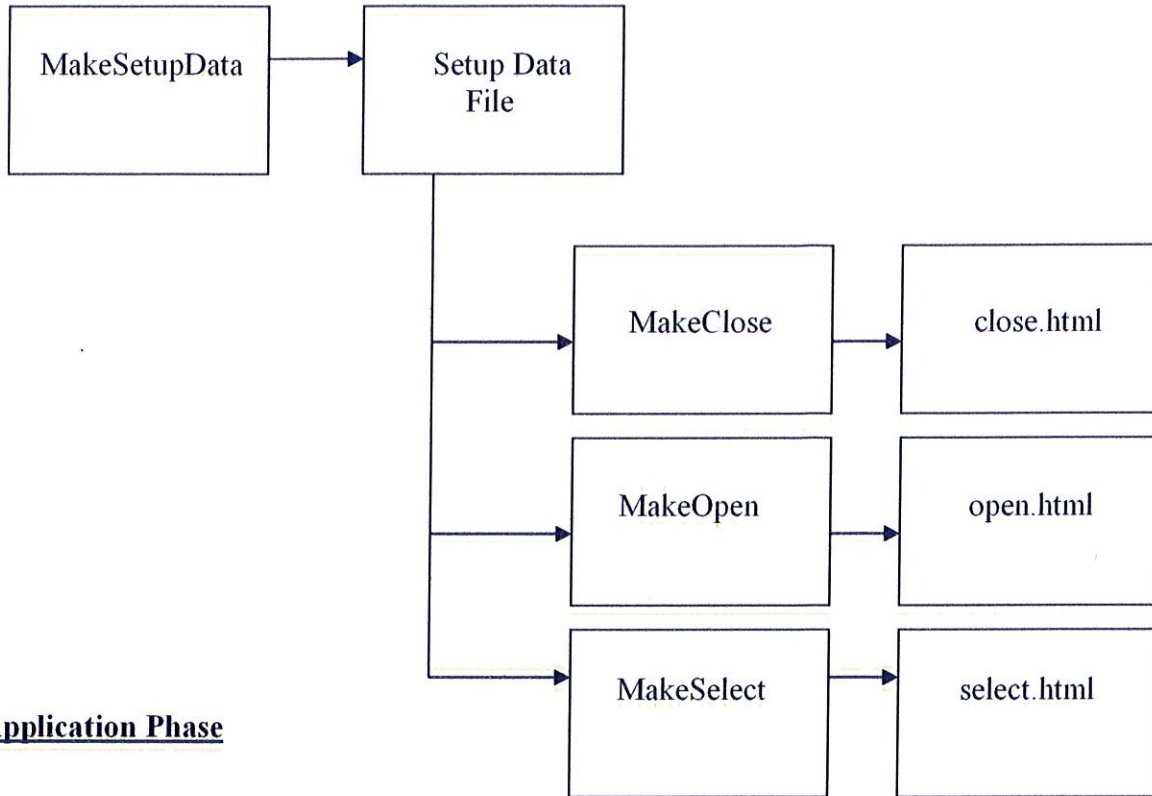 MakeSetupData
Setup Data
File
MakeClose
close.html
MakeOpen
open.html
MakeSelect
select.html
pplication Phase